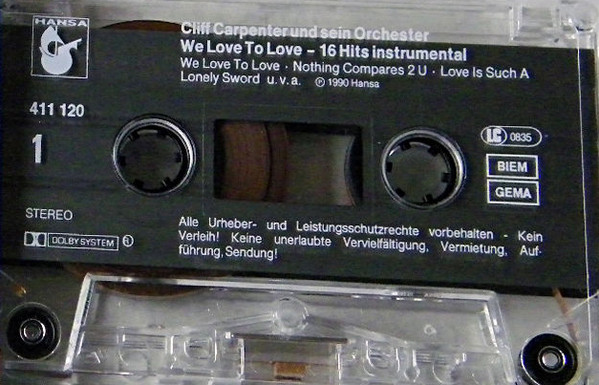 HANSA
Cliff Carpenter und sein Orchester
We Love To Love - 16 Hits instrumental
We Love To Love · Nothing Compares 2 U · Love Is Such A
Lonely Sword u.v.a. ℗ 1990 Hansa
411 120
1
LC 0835
BIEM
GEMA
STEREO
DOLBY SYSTEM
Alle Urheber- und Leistungsschutzrechte vorbehalten - Kein
Verleih! Keine unerlaubte Vervielfältigung, Vermietung, Auf-
führung, Sendung!